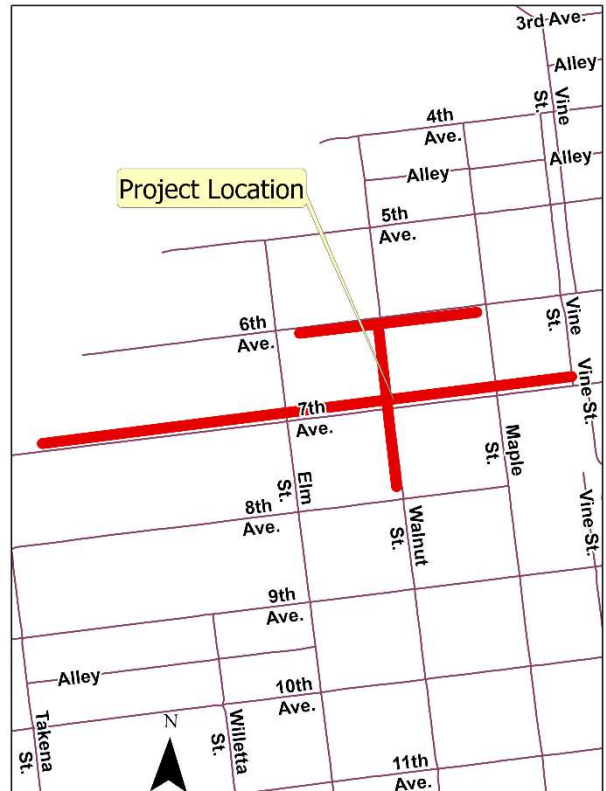 3rd Ave.
Alley
Vine
St.
4th
Ave.
Alley
Alley
Project Location
5th
Ave.
6th
Ave.
Vine
St.
7th
Ave.
Vine St.
Elm
St.
Maple
St.
8th
Ave.
Walnut
St.
Vine St.
9th
Ave.
Alley
10th
Ave.
Takena
St.
N
Willetta
St.
11th
Ave.